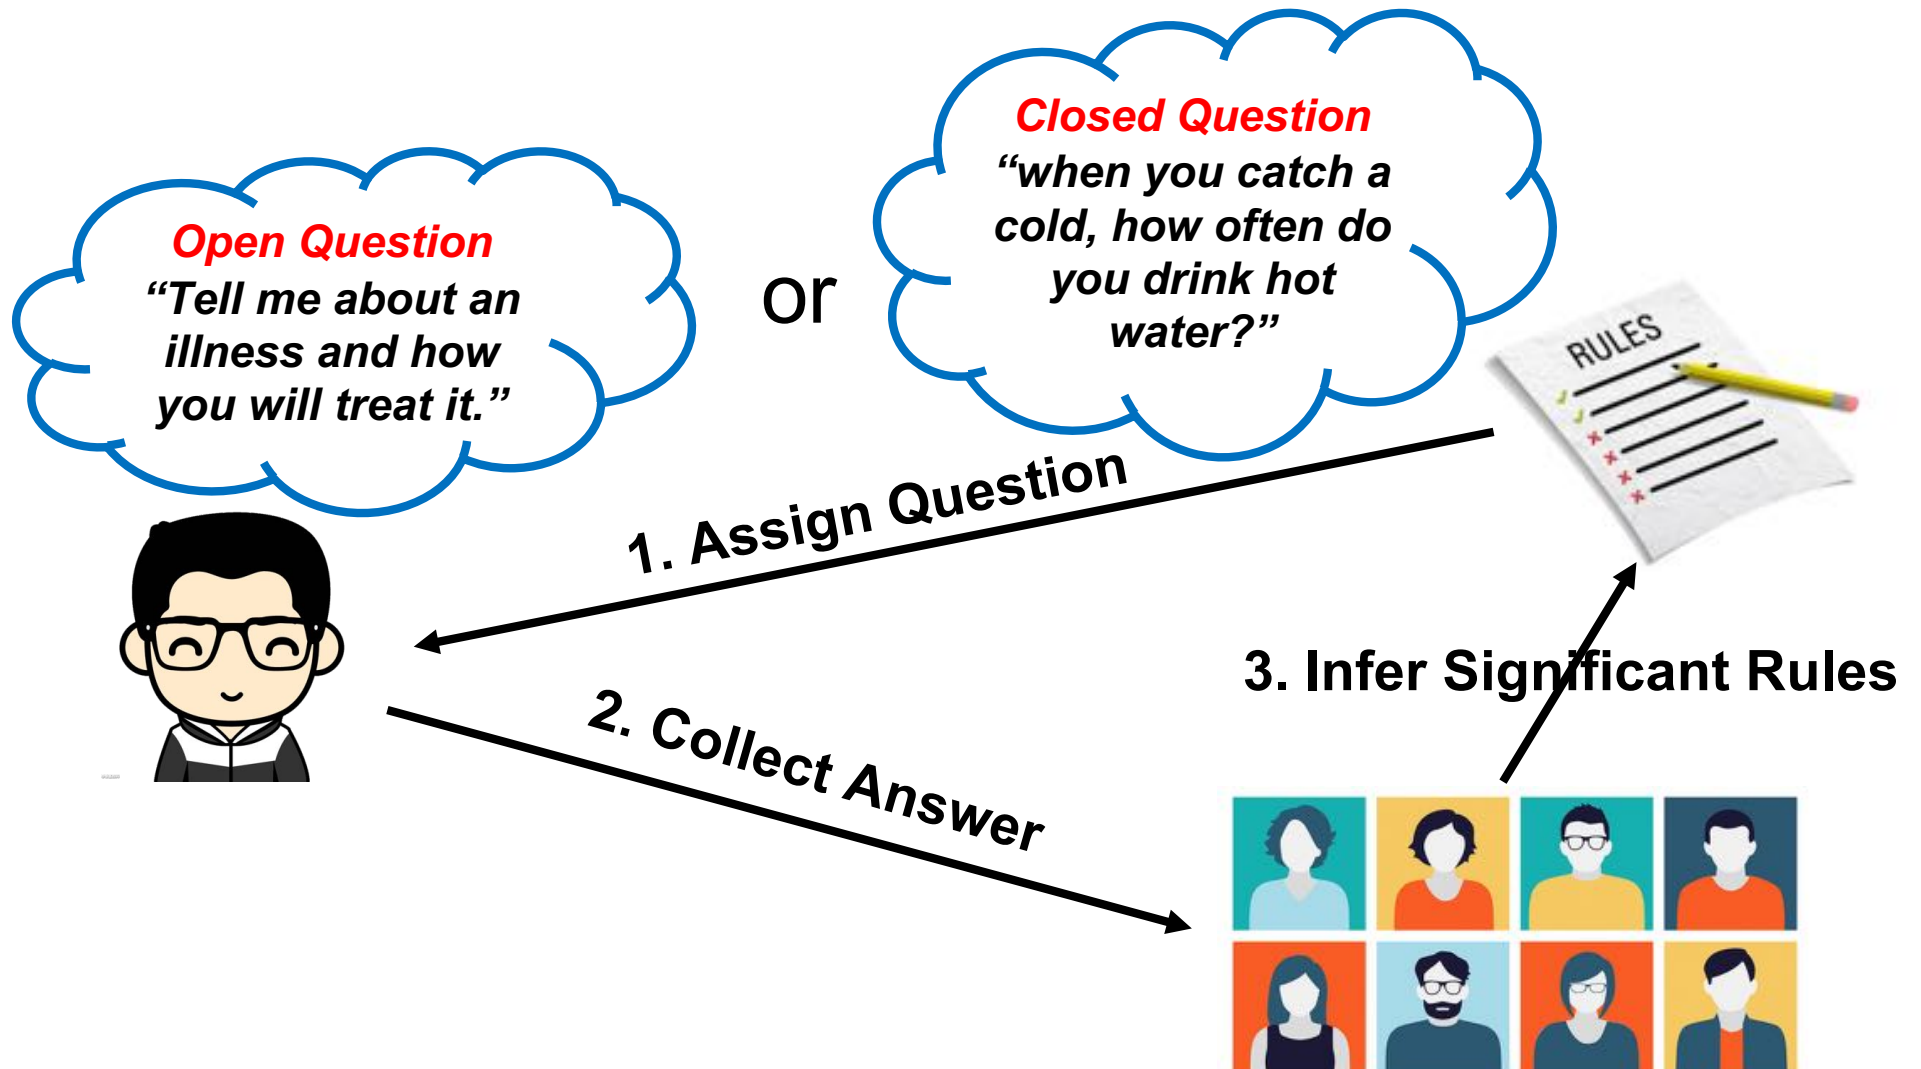 Open Question
“Tell me about an
illness and how
you will treat it.”
or
Closed Question
“when you catch a
cold, how often do
you drink hot
water?”
RULES
1. Assign Question
2. Collect Answer
3. Infer Significant Rules